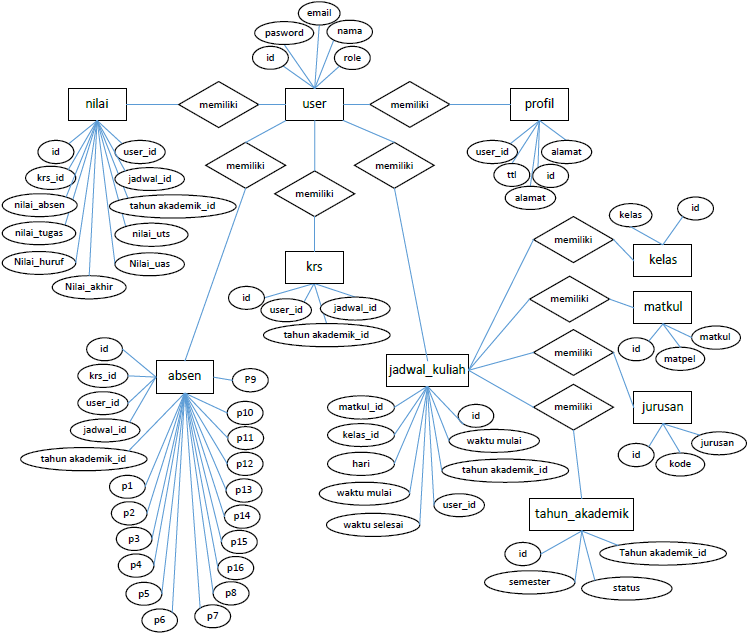 email
pasword
nama
id
role
nilai
memiliki
user
memiliki
profil
id
user_id
krs_id
jadwal_id
nilai_absen
tahun akademik_id
nilai_tugas
nilai_uts
Nilai_huruf
Nilai_uas
Nilai_akhir
memiliki
memiliki
memiliki
user_id
alamat
ttl
id
alamat
krs
id
user_id
jadwal_id
tahun akademik_id
kelas
id
memiliki
kelas
memiliki
matkul
matkul
id
matpel
memiliki
jurusan
jurusan
id
kode
memiliki
jadwal_kuliah
matkul_id
id
kelas_id
waktu mulai
hari
tahun akademik_id
waktu mulai
user_id
waktu selesai
tahun_akademik
id
Tahun akademik_id
semester
status
absen
id
krs_id
user_id
jadwal_id
tahun akademik_id
P9
p10
p11
p12
p13
p14
p15
p16
p8
p7
p1
p2
p3
p4
p5
p6